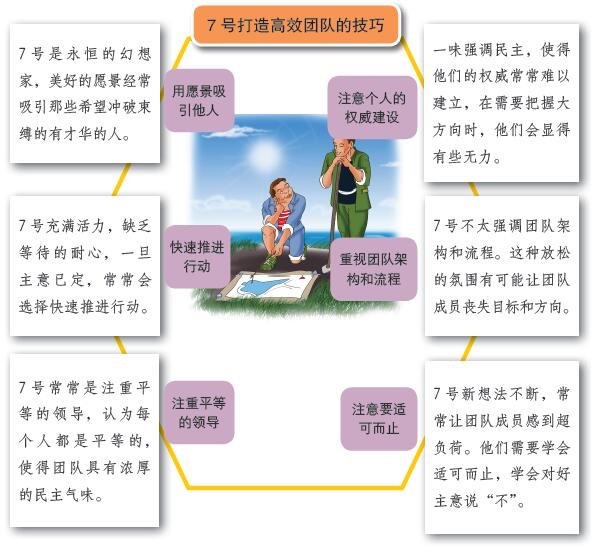 7号打造高效团队的技巧
7号是永恒的幻想
家，美好的愿景经常
吸引那些希望冲破束
缚的有才华的人。
用愿景吸
引他人
注意个人的
权威建设
一味强调民主，使得
他们的权威常常难以
建立，在需要把握大
方向时，他们会显得
有些无力。
7号充满活力，缺乏
等待的耐心，一旦
主意已定，常常会
选择快速推进行动。
快速推进
行动
重视团队架
构和流程
7号不太强调团队架
构和流程。这种放松
的氛围有可能让团队
成员丧失目标和方向。
7号常常是注重平
等的领导，认为每
个人都是平等的，
使得团队具有浓厚
的民主气味。
注重平等
的领导
注意要适
可而止
7号新想法不断，常
常让团队成员感到超
负荷。他们需要学会
适可而止，学会对好
主意说“不”。